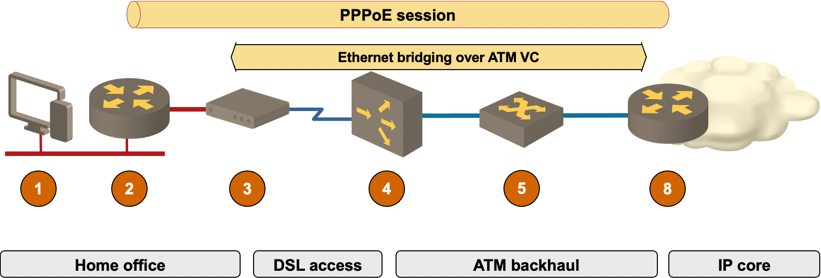 PPPoE session
Ethernet bridging over ATM VC
1 2 3 4 5 8
Home office DSL access ATM backhaul IP core